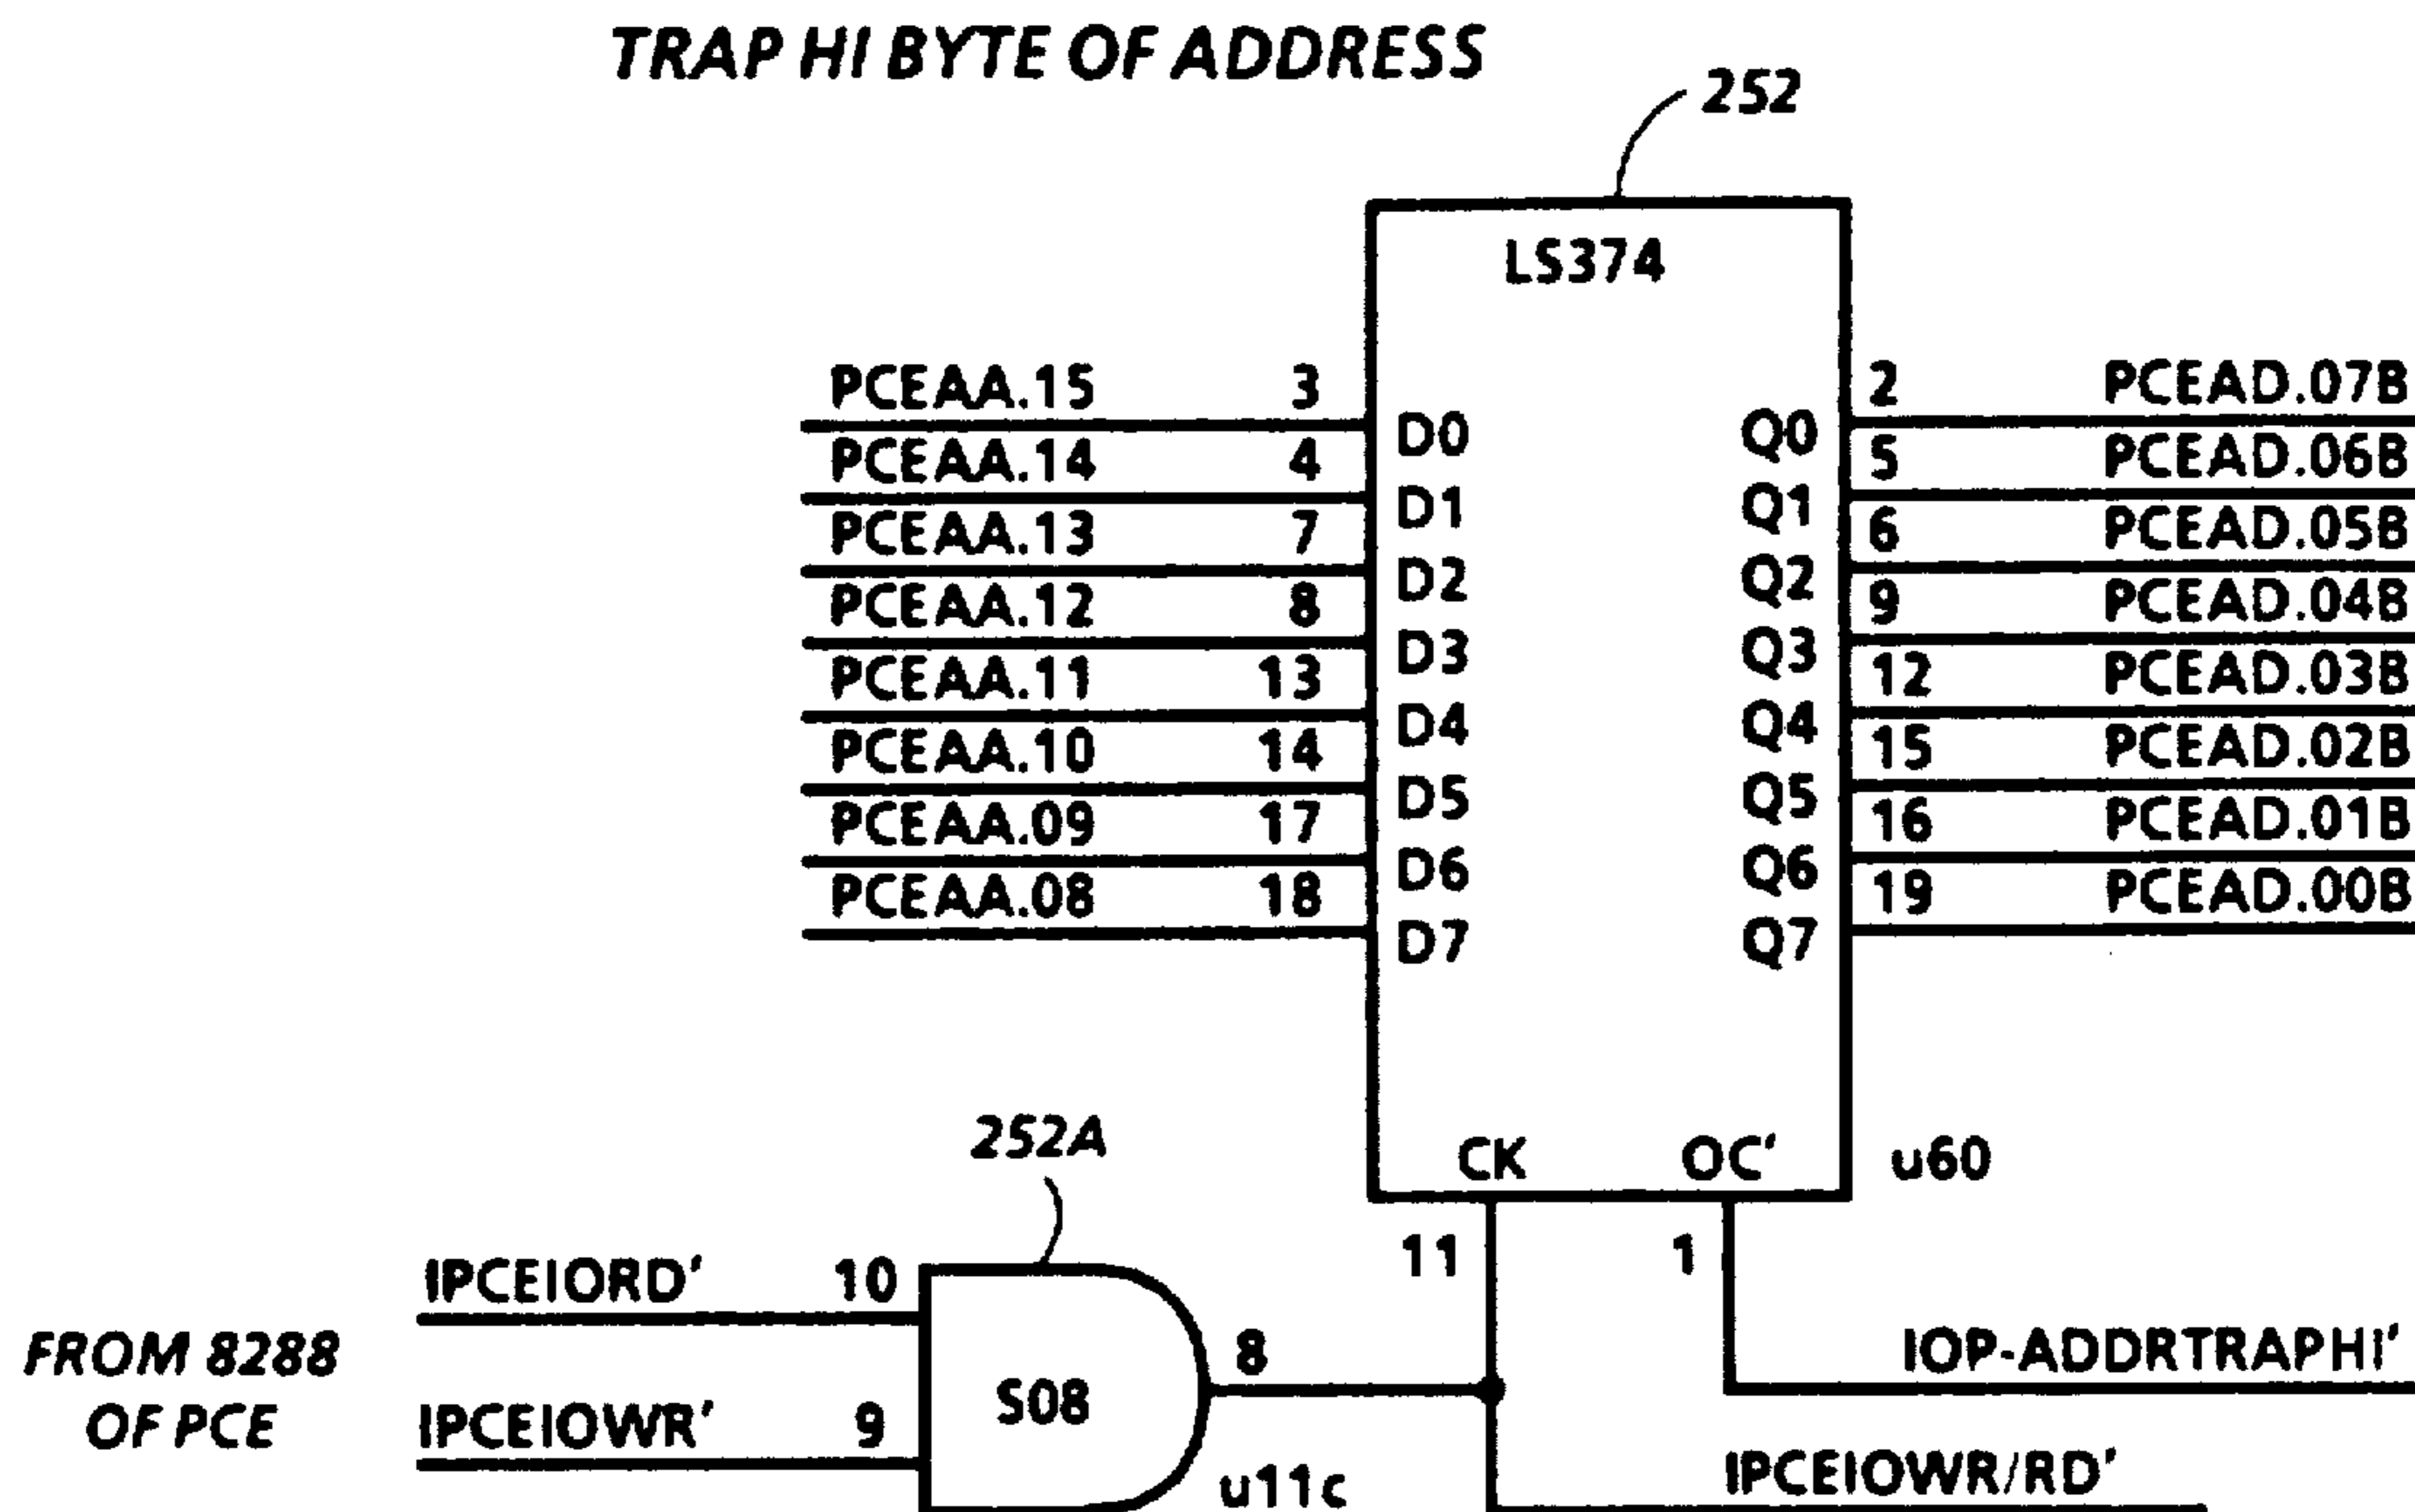 TRAP HI BYTE OF ADDRESS
252
LS374
PCEAA.15 3 D0 Q0 2 PCEAD.07B
PCEAA.14 4 D1 Q1 5 PCEAD.06B
PCEAA.13 7 D2 Q2 6 PCEAD.05B
PCEAA.12 8 D3 Q3 9 PCEAD.04B
PCEAA.11 13 D4 Q4 12 PCEAD.03B
PCEAA.10 14 D5 Q5 15 PCEAD.02B
PCEAA.09 17 D6 Q6 16 PCEAD.01B
PCEAA.08 18 D7 Q7 19 PCEAD.00B
252A
CK OC' u60
11 1
IPCEIORD' 10
FROM 8288
OF PCE
IPCEIOWR' 9
S08
8
u11c
IOP-ADDRTRAPHI'
IPCEIOWR/RD'